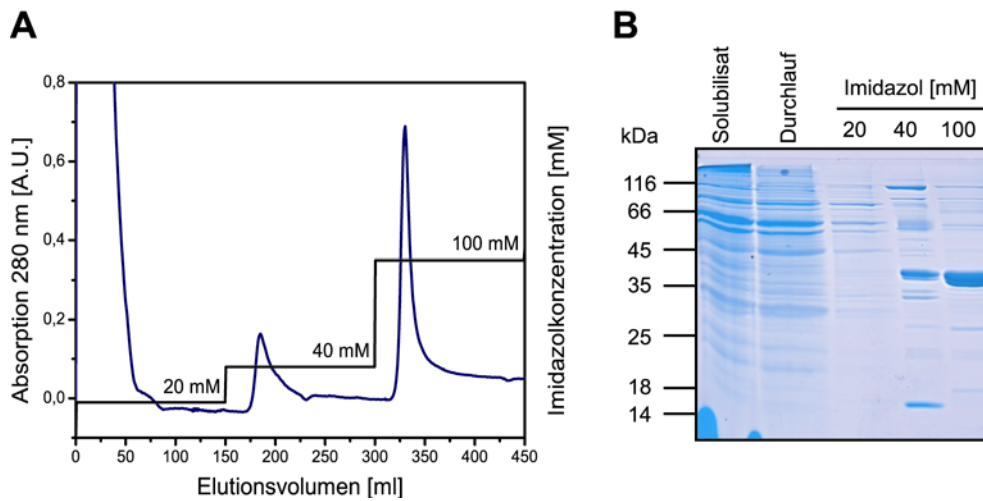 A
Absorption 280 nm [A.U.]
0,8
0,6
0,4
0,2
0,0
20 mM
40 mM
100 mM
0 50 100 150 200 250 300 350 400 450
Elutionsvolumen [ml]
Imidazolkonzentration [mM]
B
Solubilisat
Durchlauf
Imidazol [mM]
20 40 100
kDa
116
66
45
35
25
18
14